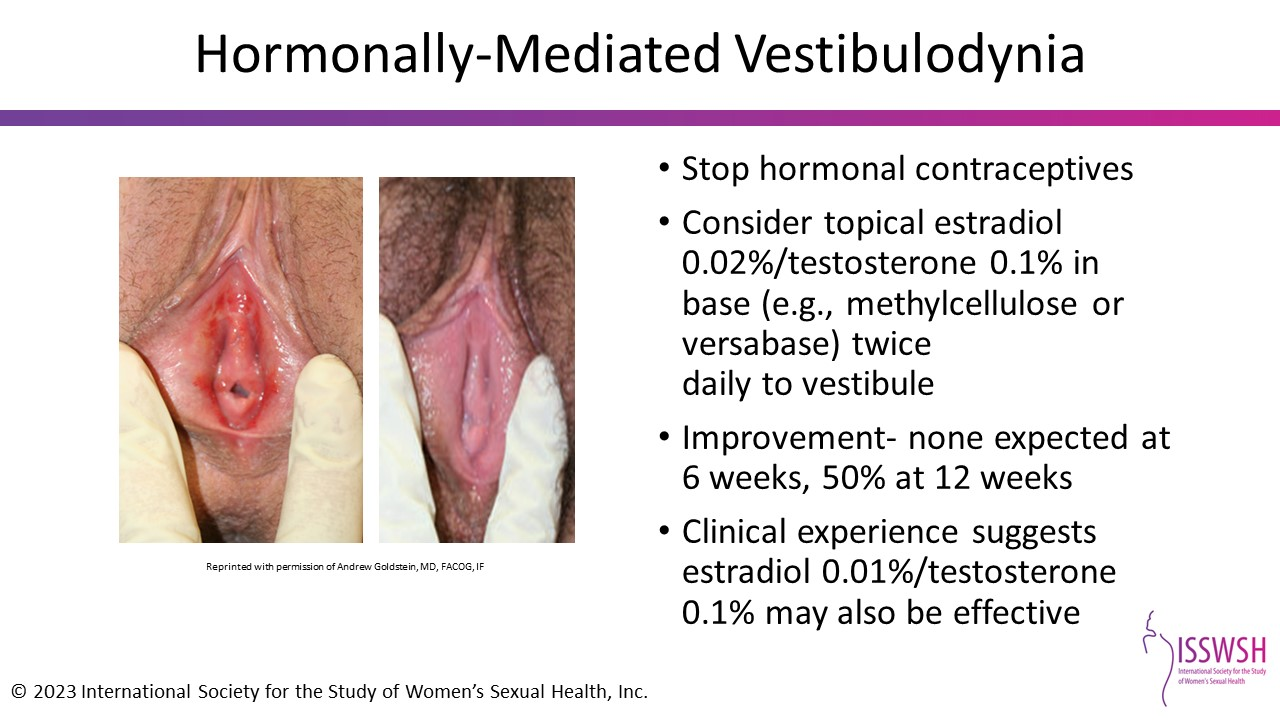 Hormonally-Mediated Vestibulodynia
• Stop hormonal contraceptives
• Consider topical estradiol
0.02%/testosterone 0.1% in
base (e.g., methylcellulose or
versabase) twice
daily to vestibule
• Improvement- none expected at
6 weeks, 50% at 12 weeks
• Clinical experience suggests
estradiol 0.01%/testosterone
0.1% may also be effective
Reprinted with permission of Andrew Goldstein, MD, FACOG, IF
ISSWSH
International Society for the Study
of Women's Sexual Health
© 2023 International Society for the Study of Women’s Sexual Health, Inc.